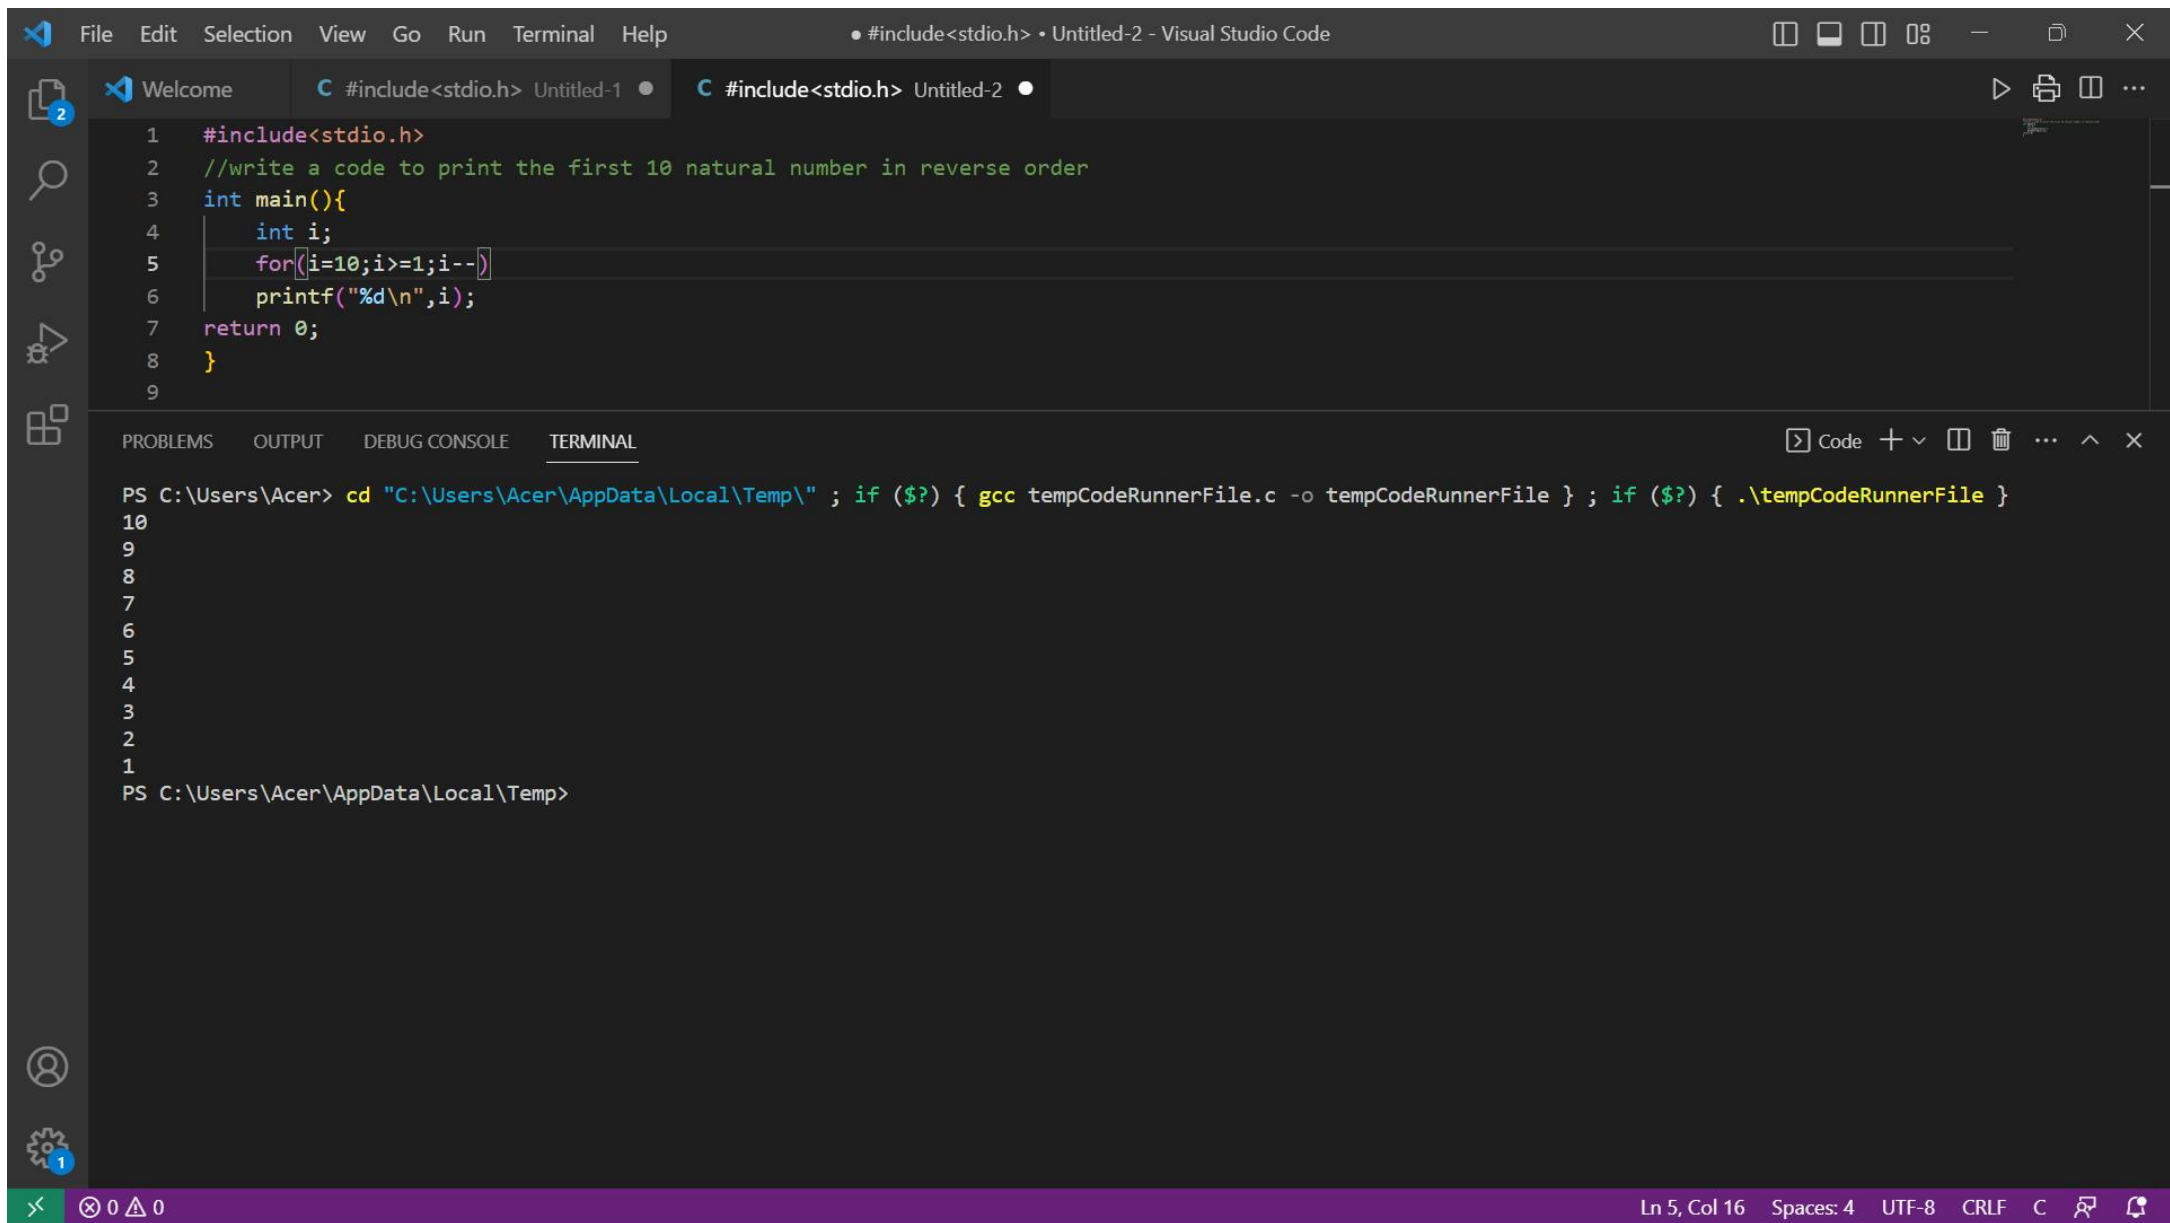 File Edit Selection View Go Run Terminal Help ● #include<stdio.h> • Untitled-2 - Visual Studio Code
Welcome C #include<stdio.h> Untitled-1 ● C #include<stdio.h> Untitled-2 ●
2
1 #include<stdio.h>
2 //write a code to print the first 10 natural number in reverse order
3 int main(){
4 int i;
5 for(i=10;i>=1;i--)
6 printf("%d\n",i);
7 return 0;
8 }
9
PROBLEMS OUTPUT DEBUG CONSOLE TERMINAL Code
PS C:\Users\Acer> cd "C:\Users\Acer\AppData\Local\Temp\" ; if ($?) { gcc tempCodeRunnerFile.c -o tempCodeRunnerFile } ; if ($?) { .\tempCodeRunnerFile }
10
9
8
7
6
5
4
3
2
1
PS C:\Users\Acer\AppData\Local\Temp>
1
0 0 Ln 5, Col 16 Spaces: 4 UTF-8 CRLF C